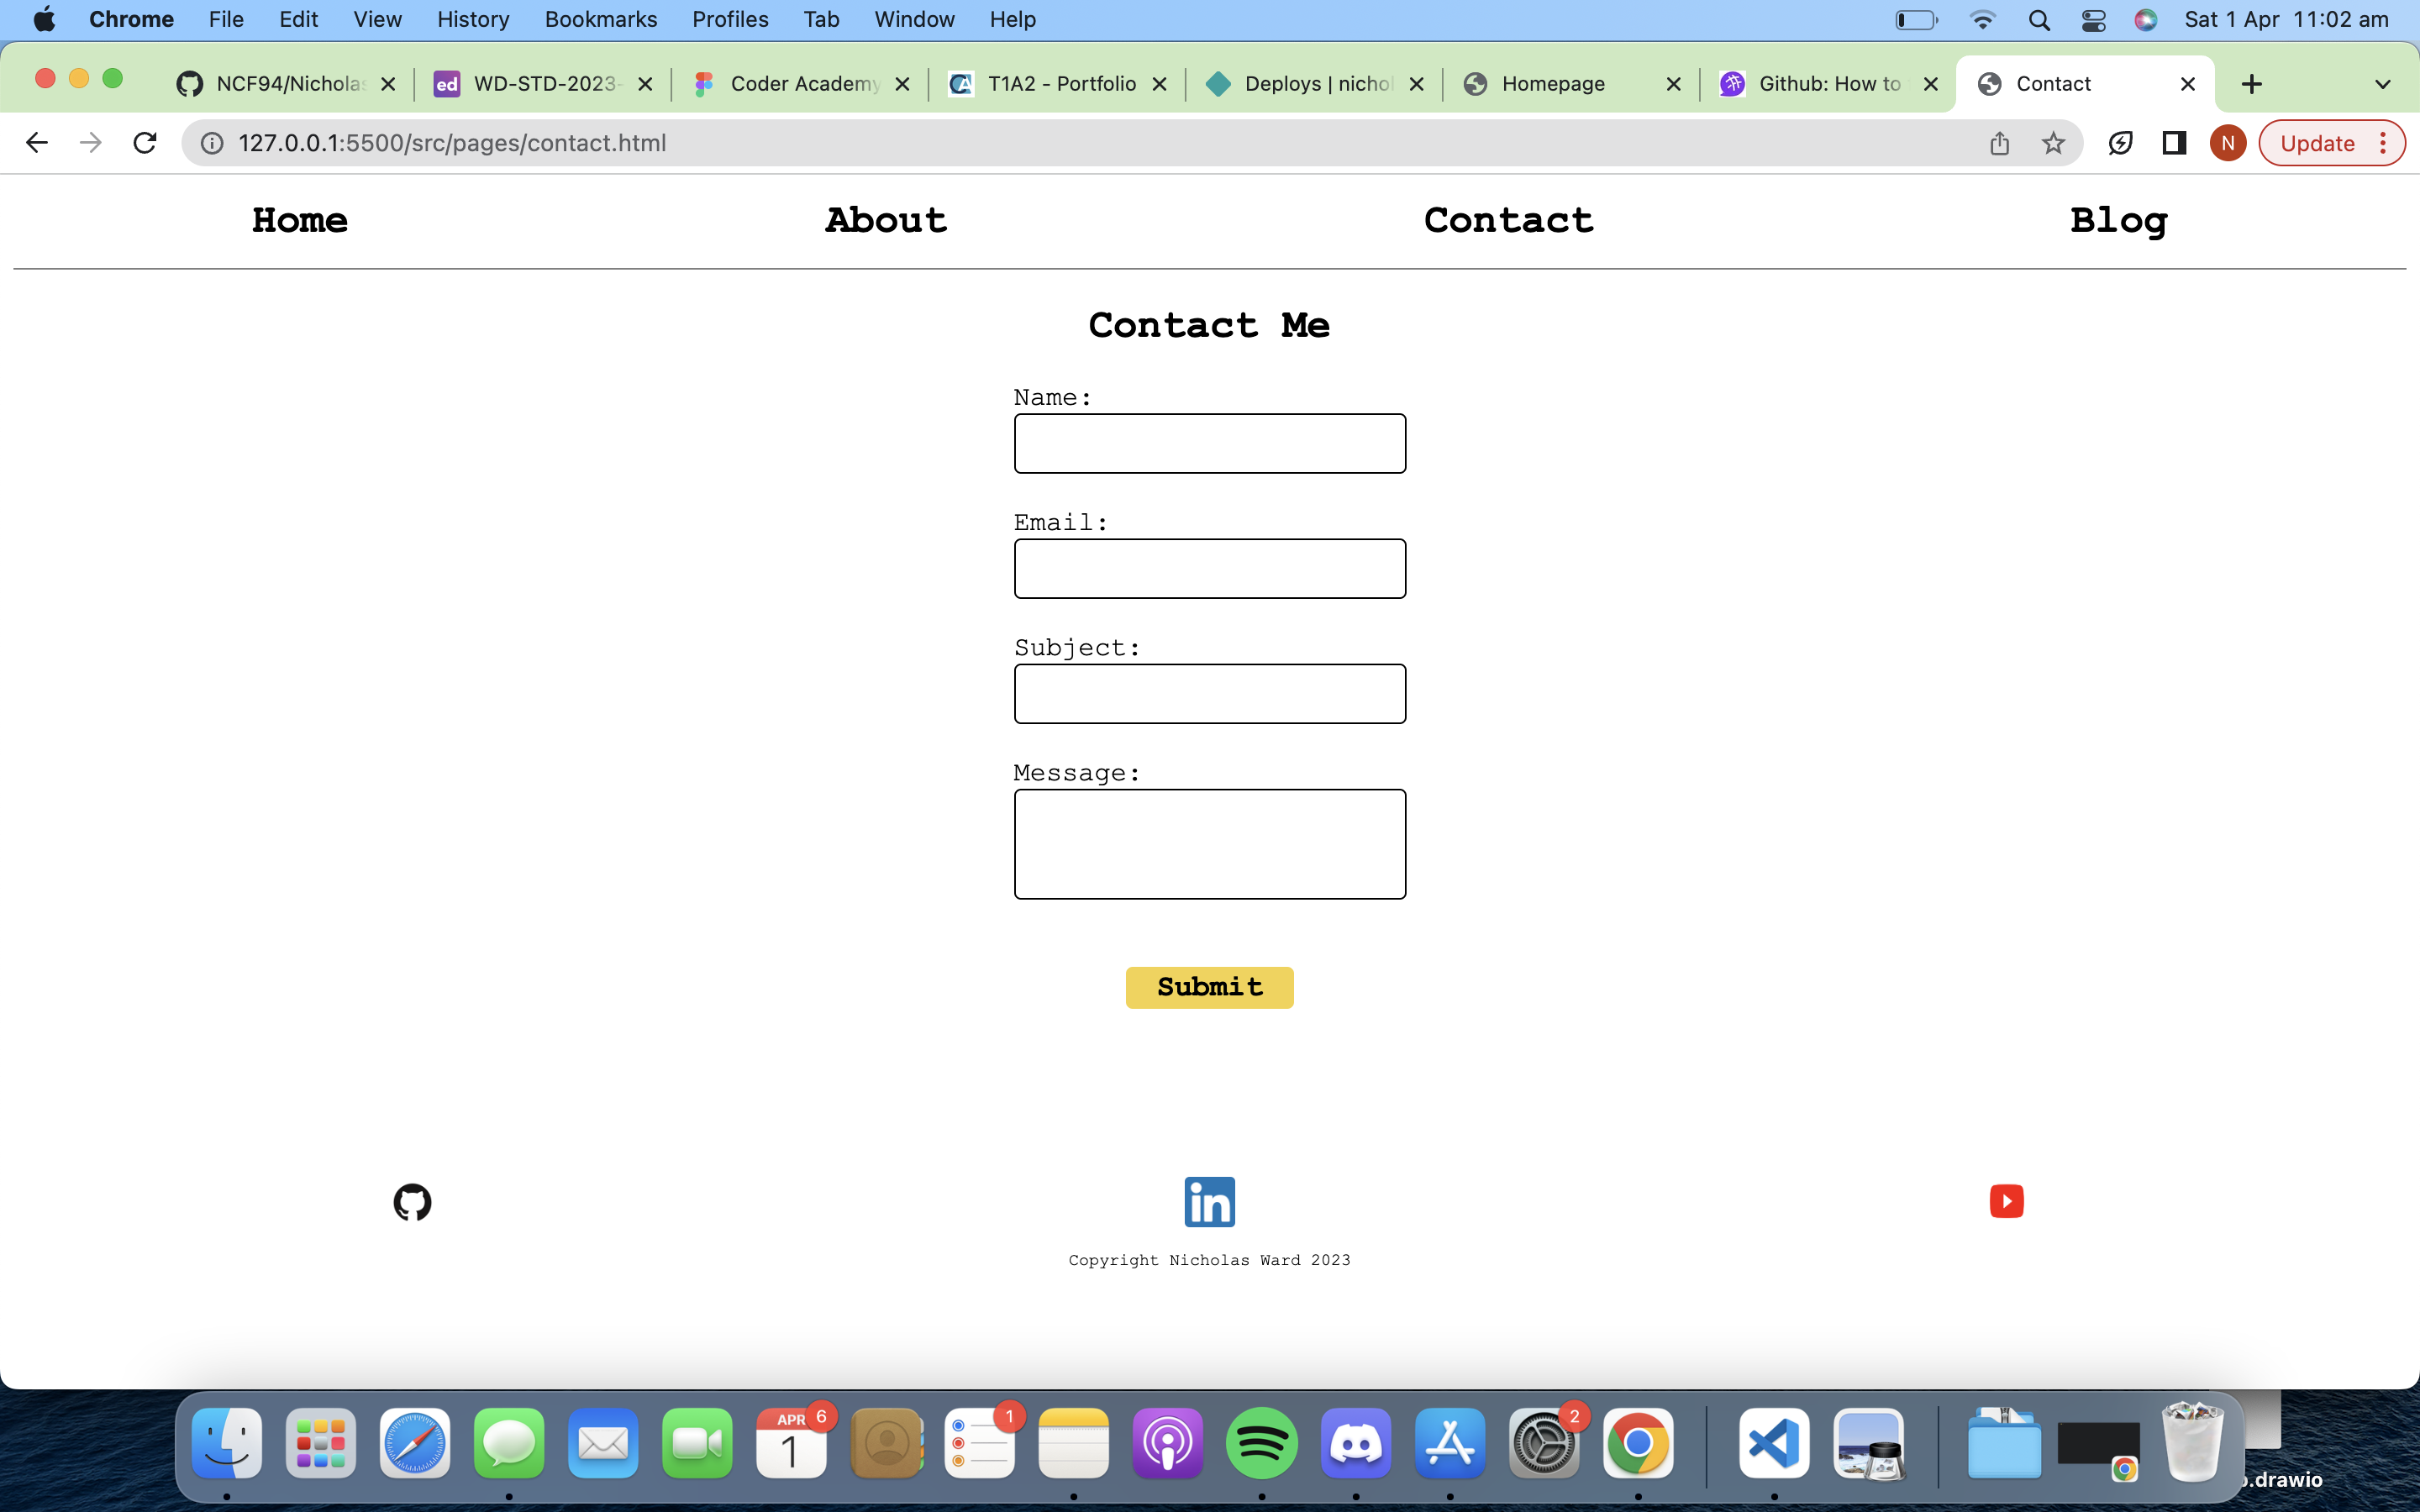 Chrome File Edit View History Bookmarks Profiles Tab Window Help Sat 1 Apr 11:02 am
NCF94/Nicholas ed WD-STD-2023- Coder Academy CA T1A2 - Portfolio Deploys | nichol Homepage Github: How to Contact
127.0.0.1:5500/src/pages/contact.html N Update
Home About Contact Blog
Contact Me
Name:
Email:
Subject:
Message:
Submit
in
Copyright Nicholas Ward 2023
APR 6 1 2
1
.drawio